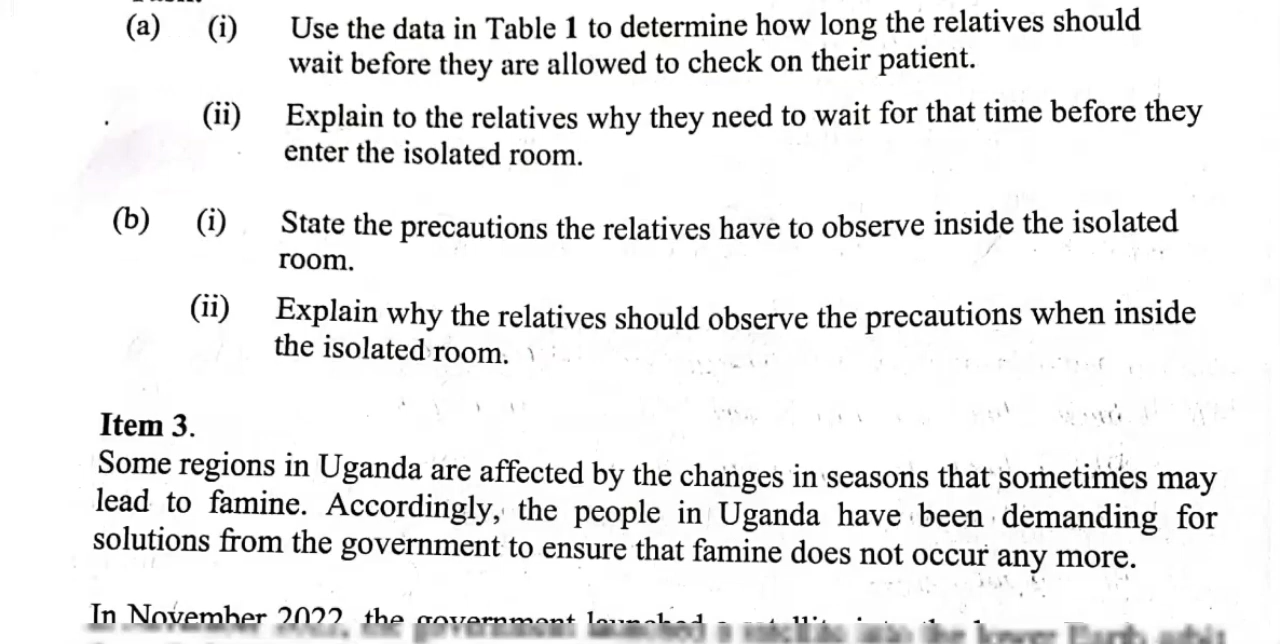 (a) (i) Use the data in Table 1 to determine how long the relatives should
wait before they are allowed to check on their patient.
(ii) Explain to the relatives why they need to wait for that time before they
enter the isolated room.
(b) (i) State the precautions the relatives have to observe inside the isolated
room.
(ii) Explain why the relatives should observe the precautions when inside
the isolated room.
Item 3.
Some regions in Uganda are affected by the changes in seasons that sometimes may
lead to famine. Accordingly, the people in Uganda have been demanding for
solutions from the government to ensure that famine does not occur any more.
In November 2022, the government launched a satellite into the lower Earth